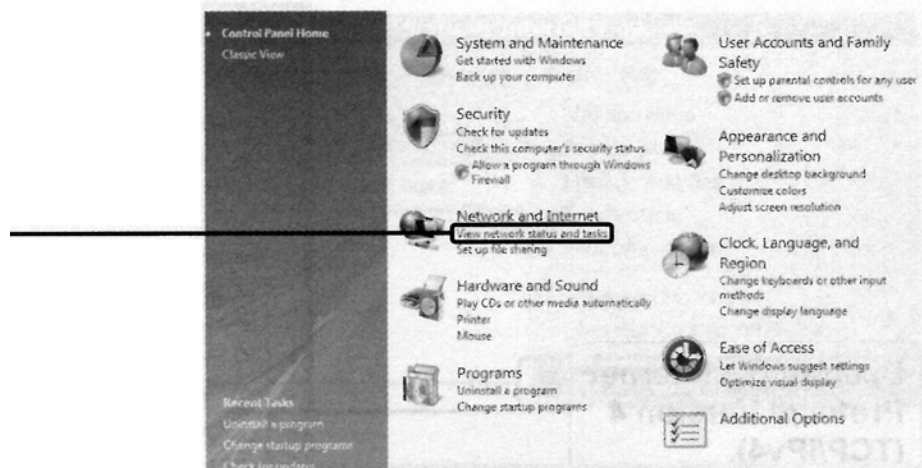 Control Panel Home
Classic View
Recent Tasks
Uninstall a program
Change startup programs
Check for updates
System and Maintenance
Get started with Windows
Back up your computer
Security
Check for updates
Check this computer's security status
Allow a program through Windows
Firewall
Network and Internet
View network status and tasks
Set up file sharing
Hardware and Sound
Play CDs or other media automatically
Printer
Mouse
Programs
Uninstall a program
Change startup programs
User Accounts and Family
Safety
Set up parental controls for any user
Add or remove user accounts
Appearance and
Personalization
Change desktop background
Customize colors
Adjust screen resolution
Clock, Language, and
Region
Change keyboards or other input
methods
Change display language
Ease of Access
Let Windows suggest settings
Optimize visual display
Additional Options